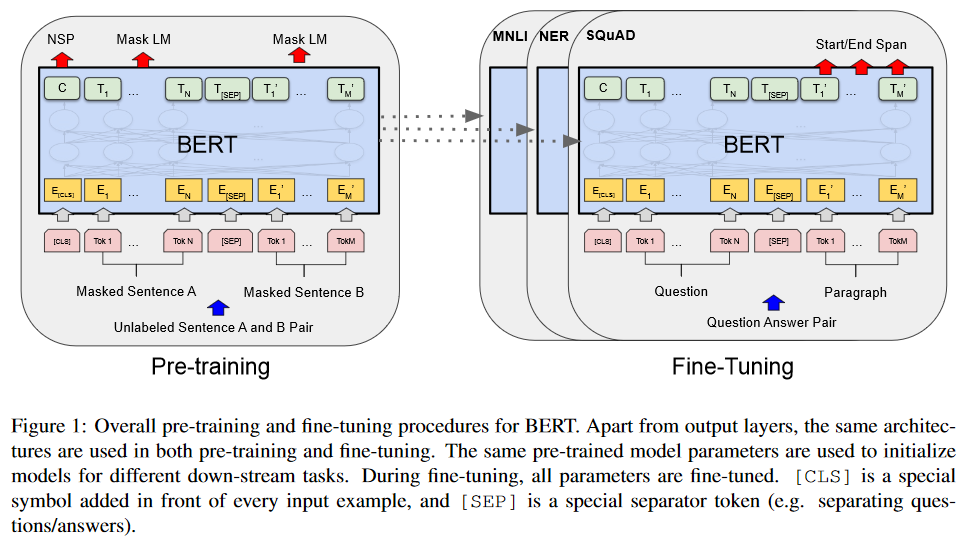 NSP Mask LM Mask LM
C T1 ... TN T[SEP] T1' ... TM'
BERT
E[CLS] E1 ... EN E[SEP] E1' ... EM'
[CLS] Tok 1 ... Tok N [SEP] Tok 1 ... TokM
Masked Sentence A Masked Sentence B
Unlabeled Sentence A and B Pair
Pre-training
MNLI NER SQuAD
Start/End Span
C T1 ... TN T[SEP] T1' ... TM'
BERT
E[CLS] E1 ... EN E[SEP] E1' ... EM'
[CLS] Tok 1 ... Tok N [SEP] Tok 1 ... TokM
Question Paragraph
Question Answer Pair
Fine-Tuning
Figure 1: Overall pre-training and fine-tuning procedures for BERT. Apart from output layers, the same architec-
tures are used in both pre-training and fine-tuning. The same pre-trained model parameters are used to initialize
models for different down-stream tasks. During fine-tuning, all parameters are fine-tuned. [CLS] is a special
symbol added in front of every input example, and [SEP] is a special separator token (e.g. separating ques-
tions/answers).